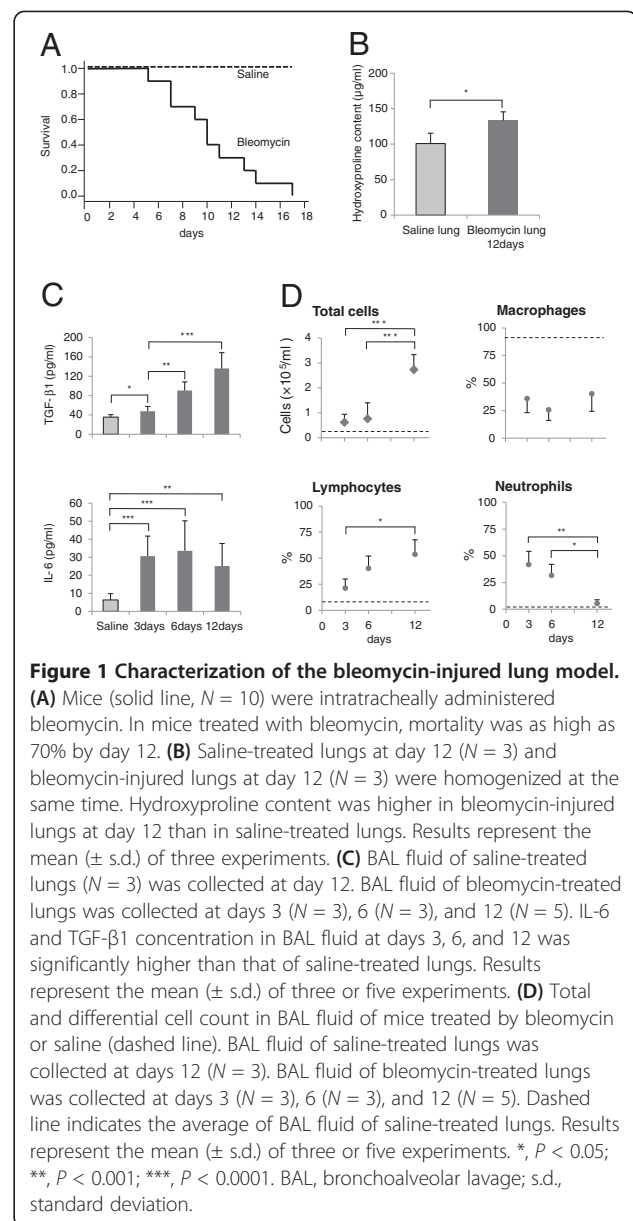 A
Saline
Bleomycin
Survival
1.0
0.8
0.6
0.4
0.2
0.0
0 2 4 6 8 10 12 14 16 18
days
B
Hydroxyproline content (μg/ml)
200
150
100
50
0
*
Saline lung
Bleomycin lung
12days
C
TGF- β1 (pg/ml)
200
160
120
80
40
0
*
**
***
IL- 6 (pg/ml)
60
50
40
30
20
10
0
**
***
***
Saline 3days 6days 12days
D
Total cells
Cells (×10⁵/ml)
4
3
2
1
0
***
***
Macrophages
%
100
75
50
25
0
Lymphocytes
%
100
75
50
25
0
*
3 6 12
days
Neutrophils
%
100
75
50
25
0
**
*
3 6 12
days
Figure 1 Characterization of the bleomycin-injured lung model.
(A) Mice (solid line, N = 10) were intratracheally administered
bleomycin. In mice treated with bleomycin, mortality was as high as
70% by day 12. (B) Saline-treated lungs at day 12 (N = 3) and
bleomycin-injured lungs at day 12 (N = 3) were homogenized at the
same time. Hydroxyproline content was higher in bleomycin-injured
lungs at day 12 than in saline-treated lungs. Results represent the
mean (± s.d.) of three experiments. (C) BAL fluid of saline-treated
lungs (N = 3) was collected at day 12. BAL fluid of bleomycin-treated
lungs was collected at days 3 (N = 3), 6 (N = 3), and 12 (N = 5). IL-6
and TGF-β1 concentration in BAL fluid at days 3, 6, and 12 was
significantly higher than that of saline-treated lungs. Results
represent the mean (± s.d.) of three or five experiments. (D) Total
and differential cell count in BAL fluid of mice treated by bleomycin
or saline (dashed line). BAL fluid of saline-treated lungs was
collected at days 12 (N = 3). BAL fluid of bleomycin-treated lungs
was collected at days 3 (N = 3), 6 (N = 3), and 12 (N = 5). Dashed
line indicates the average of BAL fluid of saline-treated lungs. Results
represent the mean (± s.d.) of three or five experiments. *, P < 0.05;
**, P < 0.001; ***, P < 0.0001. BAL, bronchoalveolar lavage; s.d.,
standard deviation.